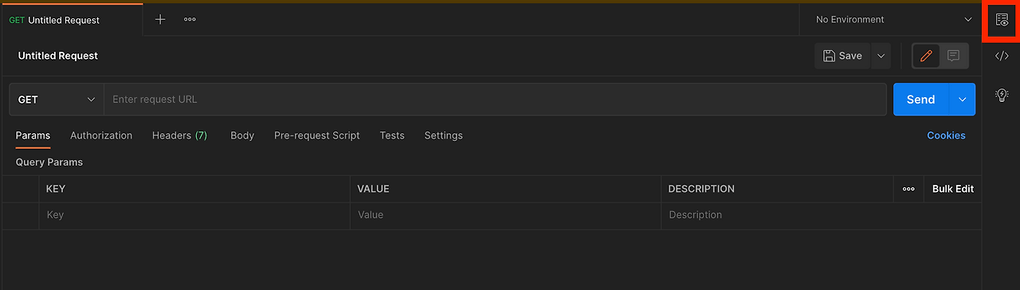 GET Untitled Request
No Environment
Untitled Request
Save
GET Enter request URL Send
Params Authorization Headers (7) Body Pre-request Script Tests Settings Cookies
Query Params
KEY VALUE DESCRIPTION Bulk Edit
Key Value Description